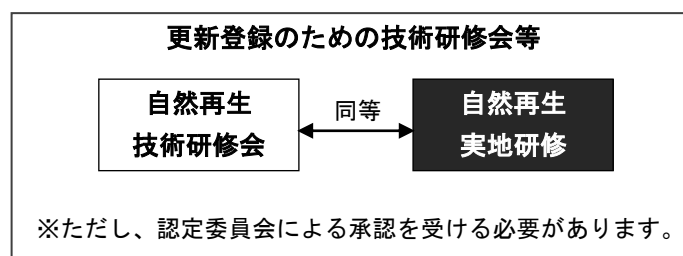 更新登録のための技術研修会等
自然再生
技術研修会
同等
自然再生
実地研修
※ただし、認定委員会による承認を受ける必要があります。